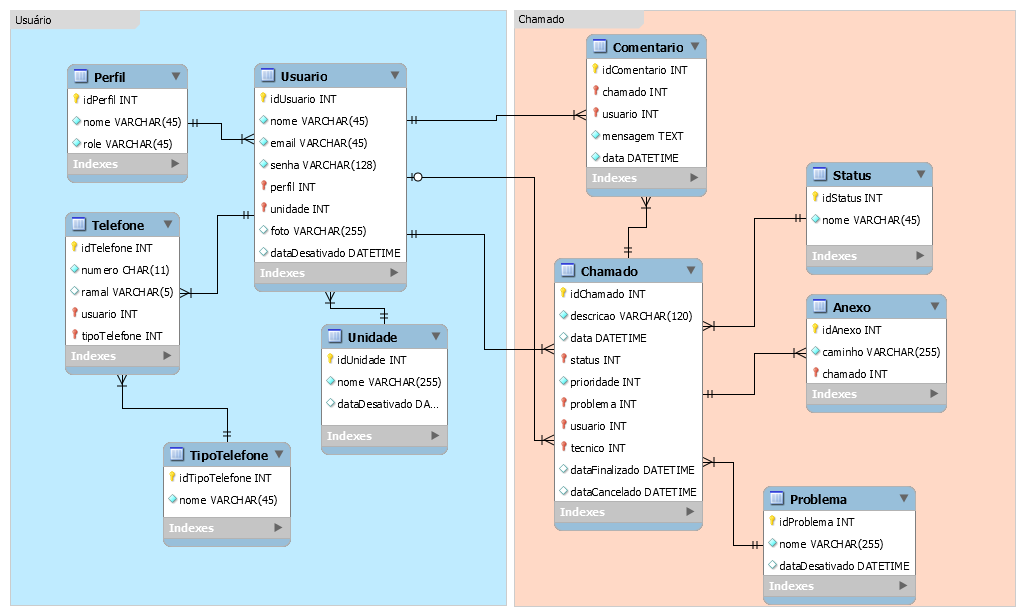 Usuário
Perfil
idPerfil INT
nome VARCHAR(45)
role VARCHAR(45)
Indexes
Usuario
idUsuario INT
nome VARCHAR(45)
email VARCHAR(45)
senha VARCHAR(128)
perfil INT
unidade INT
foto VARCHAR(255)
dataDesativado DATETIME
Indexes
Telefone
idTelefone INT
numero CHAR(11)
ramal VARCHAR(5)
usuario INT
tipoTelefone INT
Indexes
Unidade
idUnidade INT
nome VARCHAR(255)
dataDesativado DA...
Indexes
TipoTelefone
idTipoTelefone INT
nome VARCHAR(45)
Indexes
Chamado
Comentario
idComentario INT
chamado INT
usuario INT
mensagem TEXT
data DATETIME
Indexes
Status
idStatus INT
nome VARCHAR(45)
Indexes
Chamado
idChamado INT
descricao VARCHAR(120)
data DATETIME
status INT
prioridade INT
problema INT
usuario INT
tecnico INT
dataFinalizado DATETIME
dataCancelado DATETIME
Indexes
Anexo
idAnexo INT
caminho VARCHAR(255)
chamado INT
Indexes
Problema
idProblema INT
nome VARCHAR(255)
dataDesativado DATETIME
Indexes